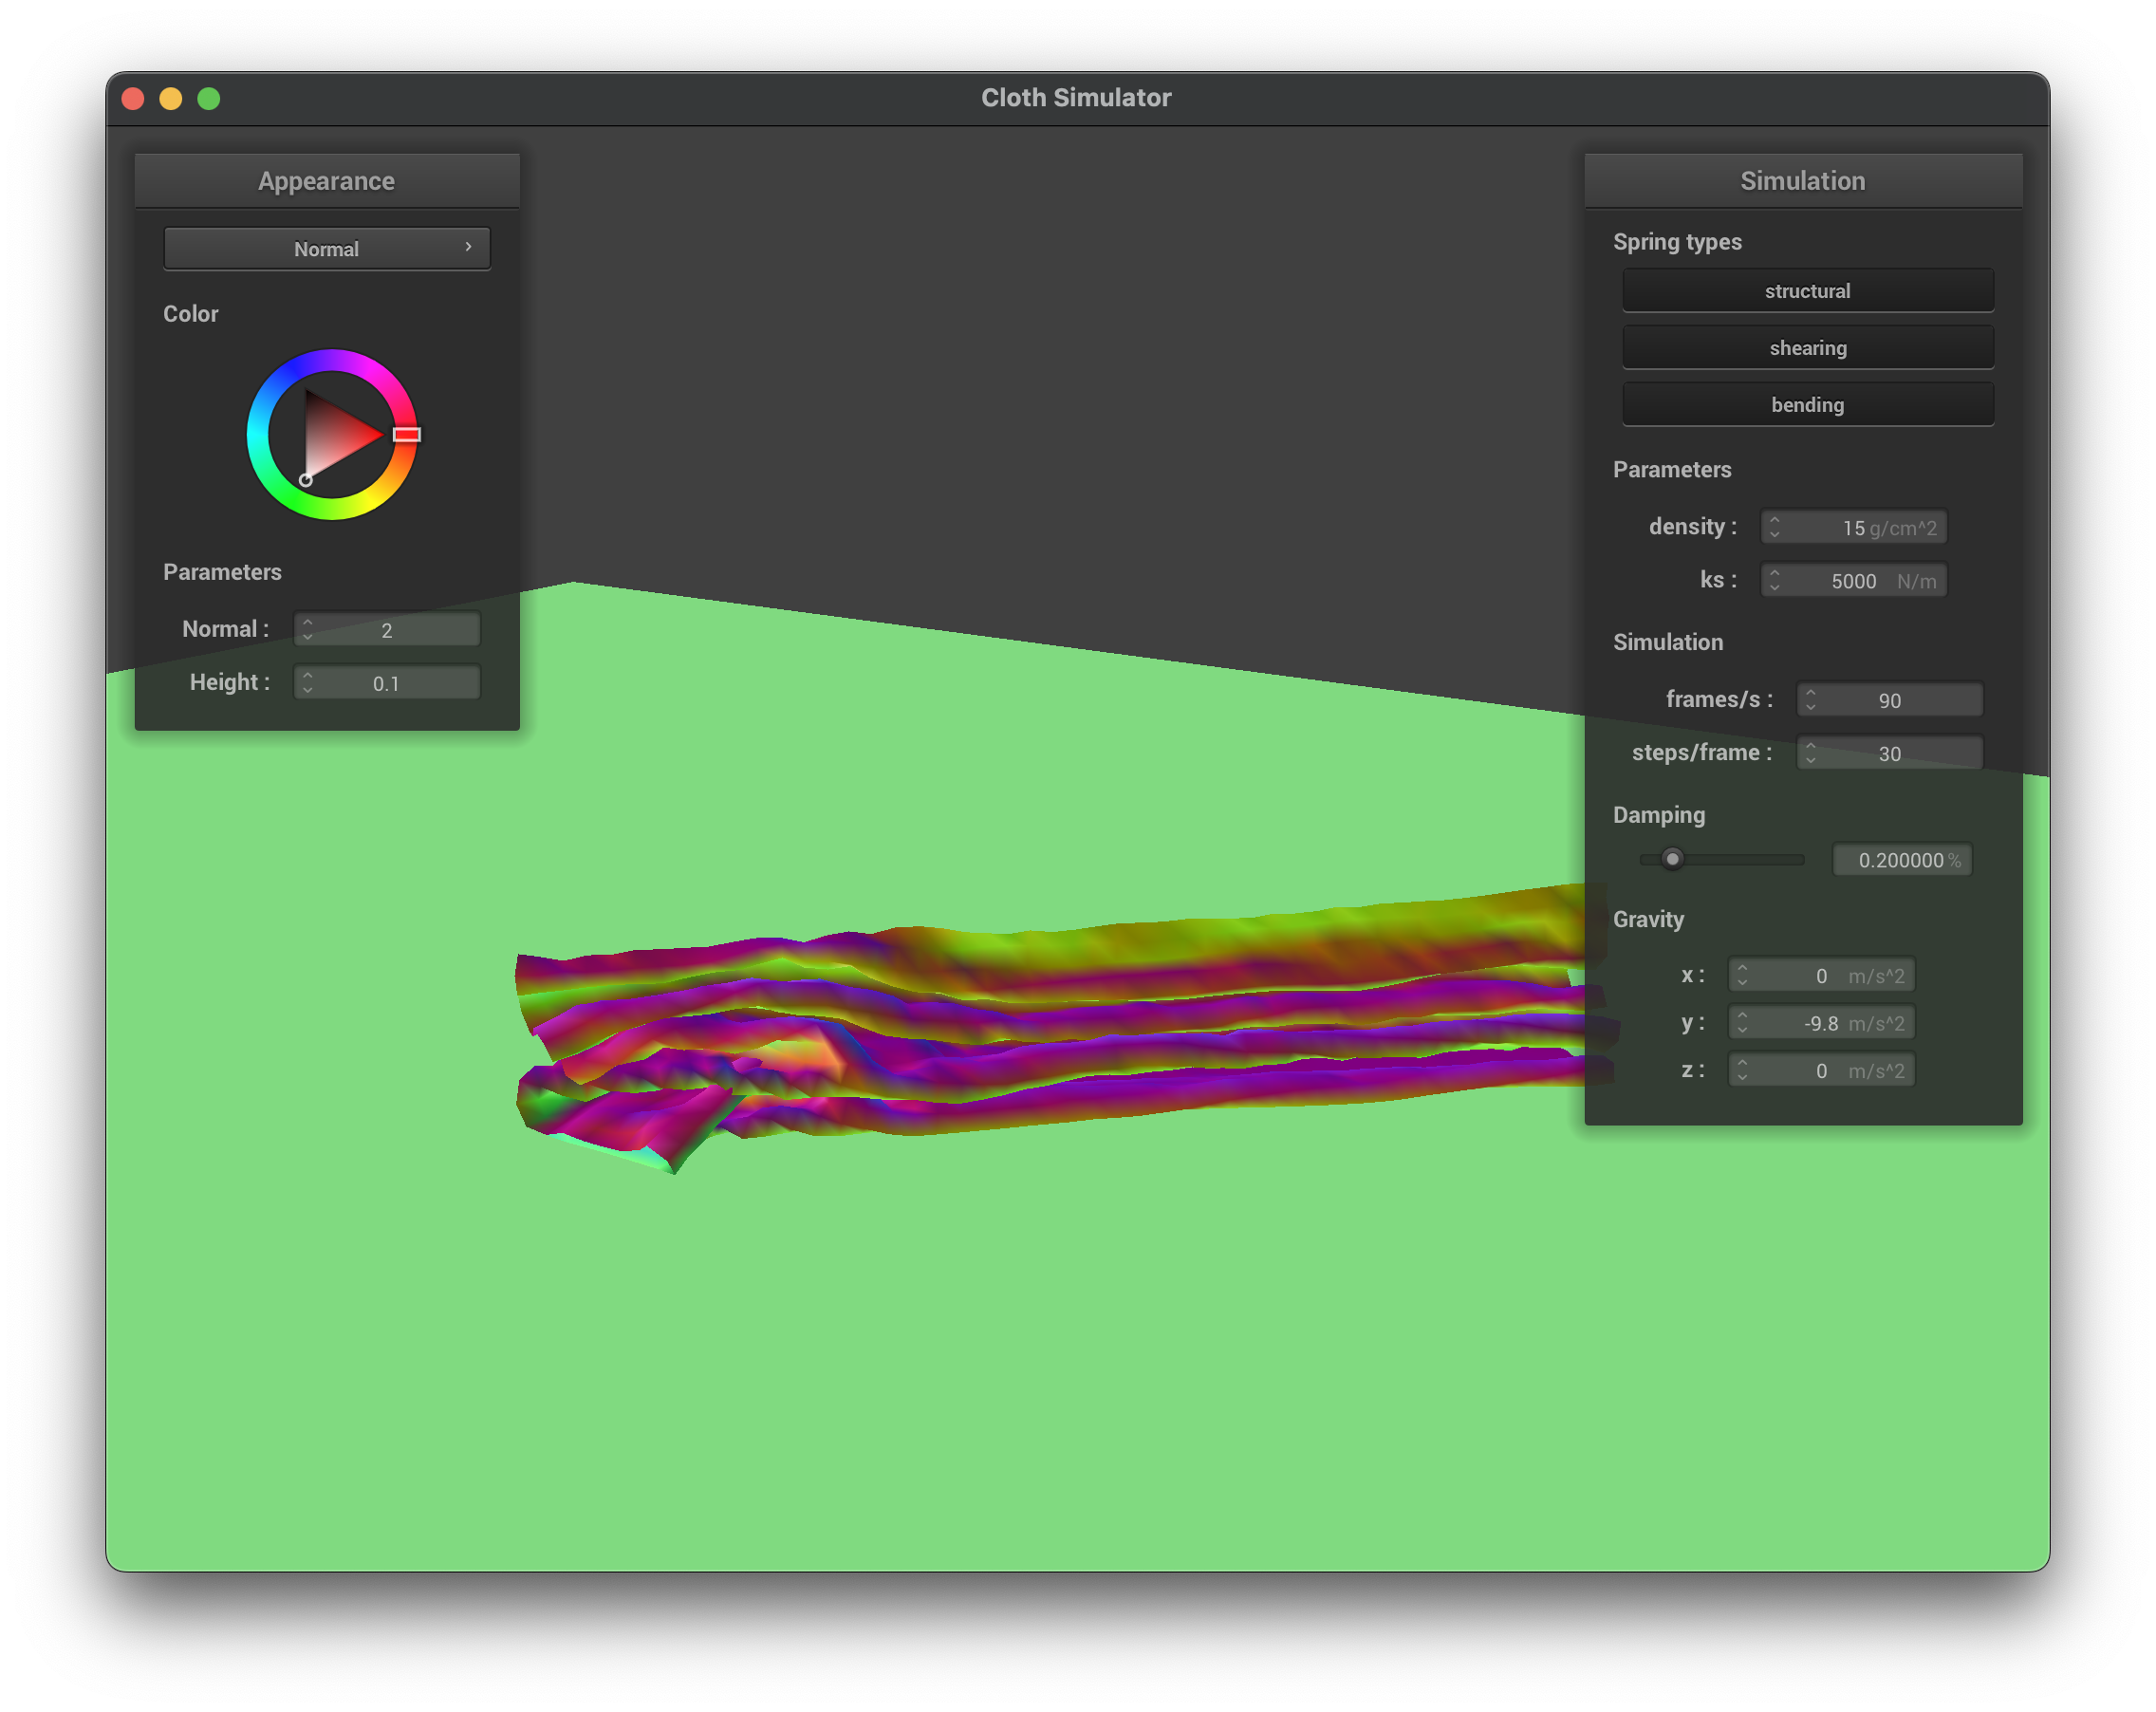 Cloth Simulator
Appearance
Normal
Color
Parameters
Normal : 2
Height : 0.1
Simulation
Spring types
structural
shearing
bending
Parameters
density : 15 g/cm^2
ks : 5000 N/m
Simulation
frames/s : 90
steps/frame : 30
Damping
0.200000 %
Gravity
x : 0 m/s^2
y : -9.8 m/s^2
z : 0 m/s^2